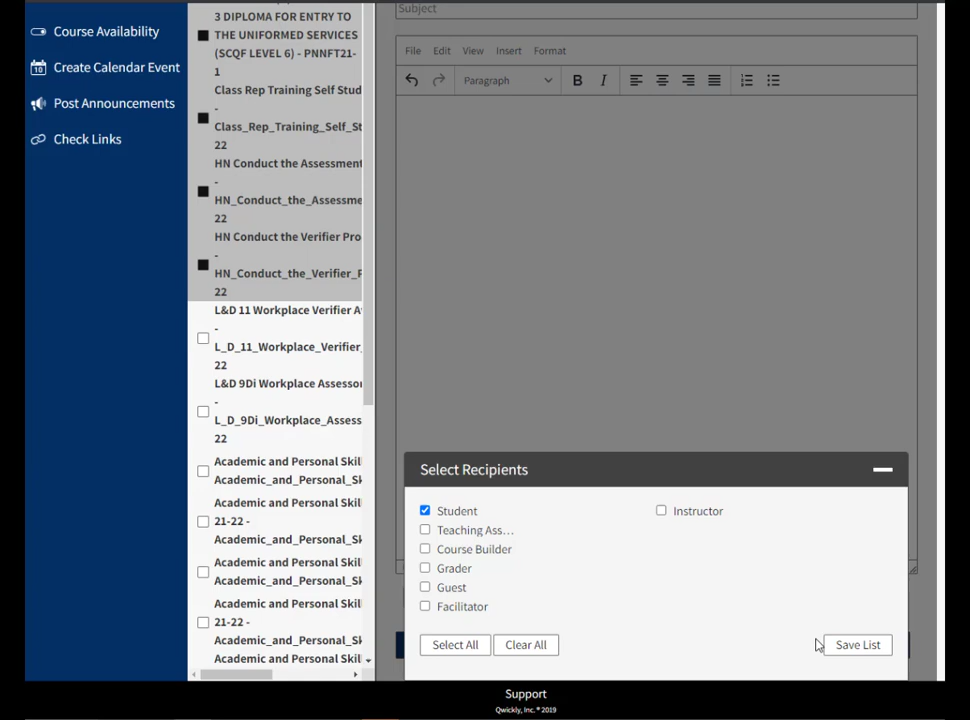 Course Availability
Create Calendar Event
Post Announcements
Check Links
3 DIPLOMA FOR ENTRY TO
THE UNIFORMED SERVICES
(SCQF LEVEL 6) - PNNFT21-
1
Class Rep Training Self Stud
-
Class_Rep_Training_Self_St
22
HN Conduct the Assessment
-
HN_Conduct_the_Assessme
22
HN Conduct the Verifier Pro
-
HN_Conduct_the_Verifier_P
22
L&D 11 Workplace Verifier A
-
L_D_11_Workplace_Verifier_
22
L&D 9Di Workplace Assessor
-
L_D_9Di_Workplace_Assess
22
Academic and Personal Skil
Academic_and_Personal_Sk
Academic and Personal Skil
21-22 -
Academic_and_Personal_Sk
Academic and Personal Skil
Academic_and_Personal_Sk
Academic and Personal Skil
21-22 -
Academic_and_Personal_Sk
Academic and Personal Skil
Subject
File Edit View Insert Format
Paragraph B I
Select Recipients
Student Instructor
Teaching Ass...
Course Builder
Grader
Guest
Facilitator
Select All Clear All Save List
Support
Qwickly, Inc. ® 2019